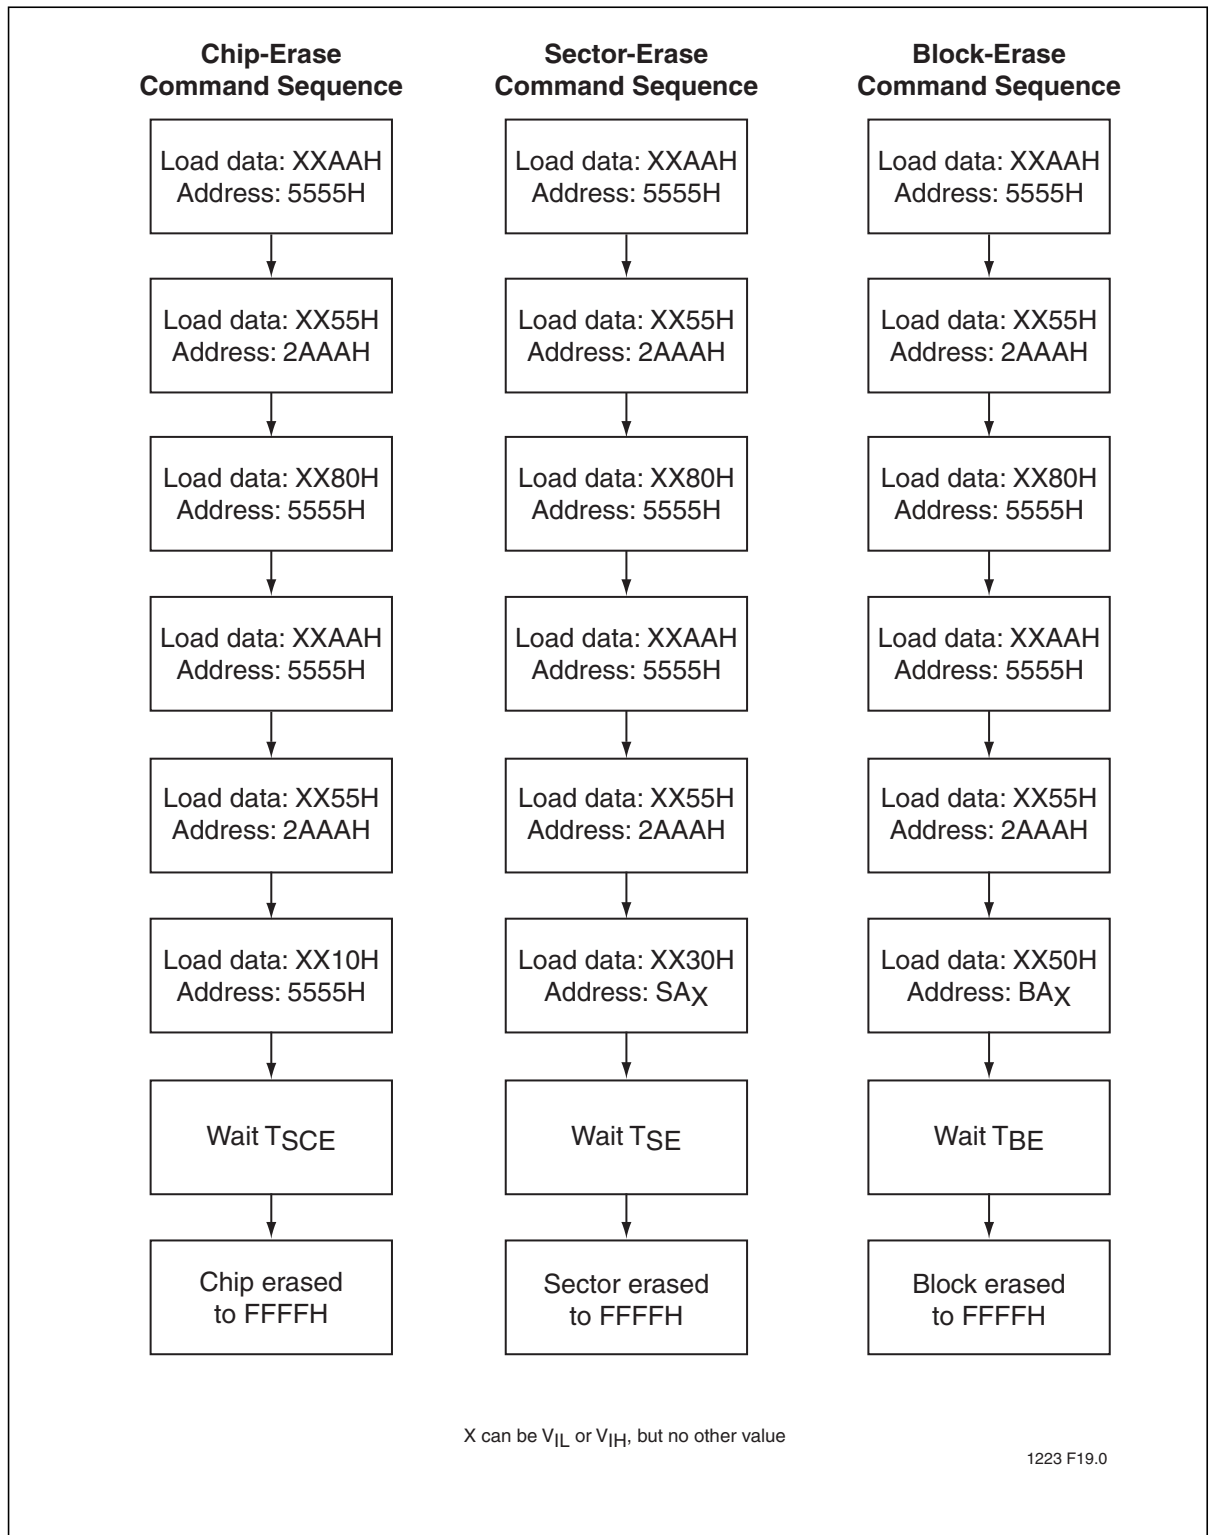 Chip-Erase
Command Sequence
Load data: XXAAH
Address: 5555H
Load data: XX55H
Address: 2AAAH
Load data: XX80H
Address: 5555H
Load data: XXAAH
Address: 5555H
Load data: XX55H
Address: 2AAAH
Load data: XX10H
Address: 5555H
Wait TSCE
Chip erased
to FFFFH
Sector-Erase
Command Sequence
Load data: XXAAH
Address: 5555H
Load data: XX55H
Address: 2AAAH
Load data: XX80H
Address: 5555H
Load data: XXAAH
Address: 5555H
Load data: XX55H
Address: 2AAAH
Load data: XX30H
Address: SAX
Wait TSE
Sector erased
to FFFFH
Block-Erase
Command Sequence
Load data: XXAAH
Address: 5555H
Load data: XX55H
Address: 2AAAH
Load data: XX80H
Address: 5555H
Load data: XXAAH
Address: 5555H
Load data: XX55H
Address: 2AAAH
Load data: XX50H
Address: BAX
Wait TBE
Block erased
to FFFFH
X can be VIL or VIH, but no other value
1223 F19.0